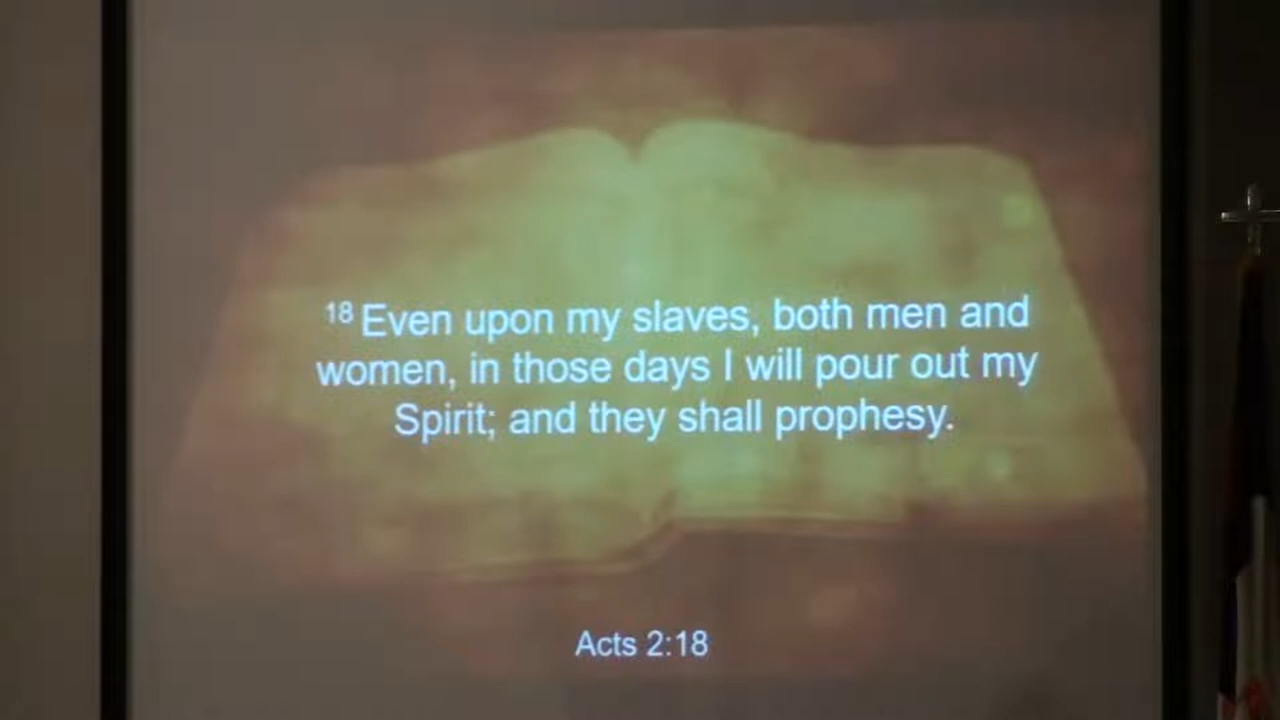 18 Even upon my slaves, both men and
women, in those days I will pour out my
Spirit; and they shall prophesy.
Acts 2:18